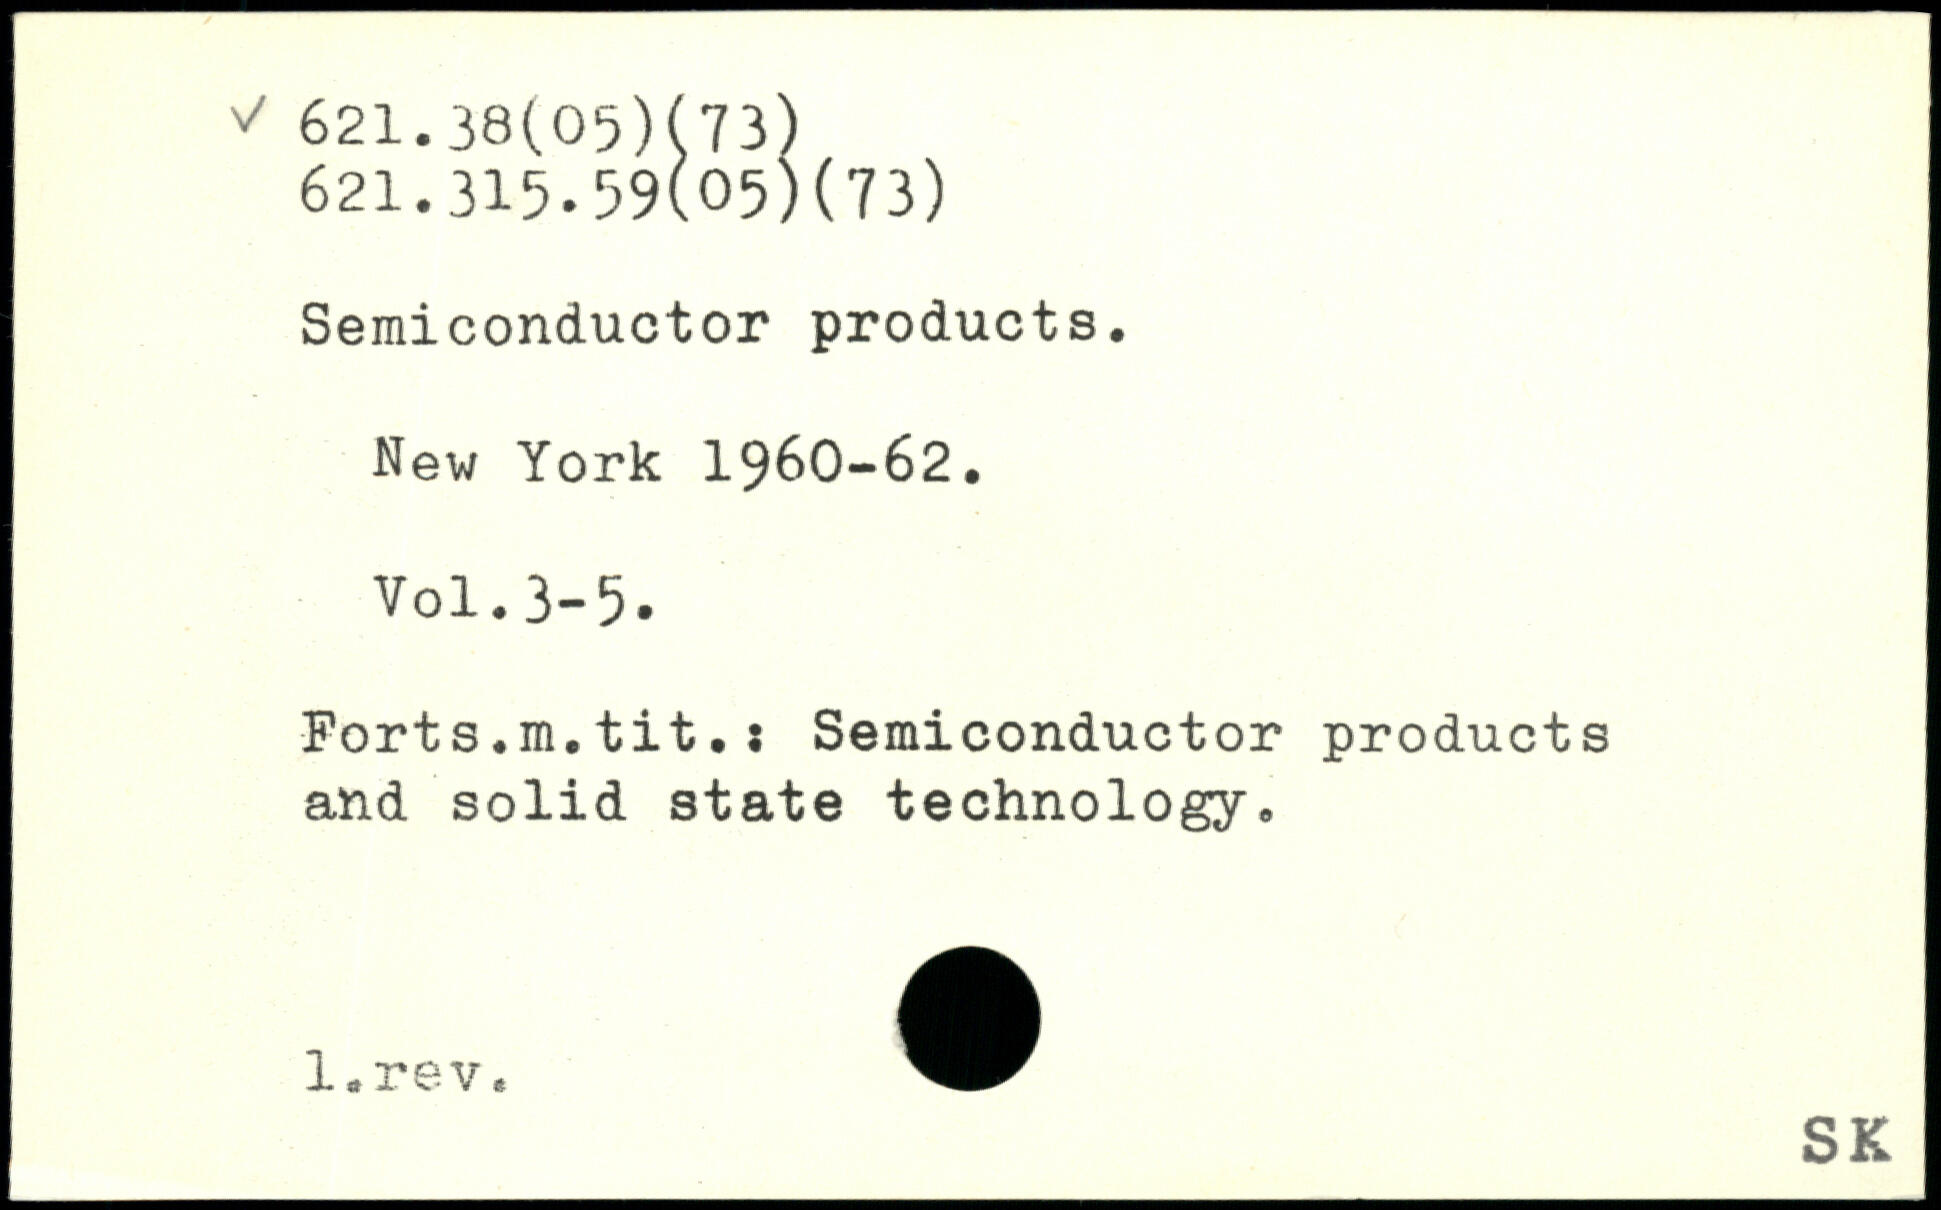 ✓ 621.38(05)(73)
621.315.59(05)(73)
Semiconductor products.
New York 1960-62.
Vol.3-5.
Forts.m.tit.: Semiconductor products
and solid state technology.
1.rev.
SK